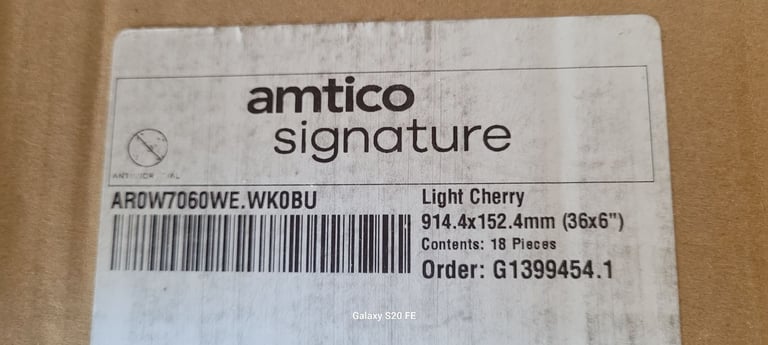 amtico
signature
AR0W7060WE.WK0BU
Light Cherry
914.4x152.4mm (36x6")
Contents: 18 Pieces
Order: G1399454.1
Galaxy S20 FE